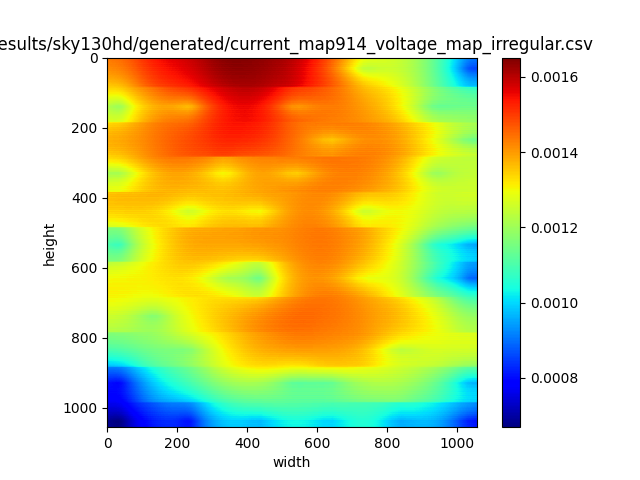 esults/sky130hd/generated/current_map914_voltage_map_irregular.csv
0
200
400
600
800
1000
height
0 200 400 600 800 1000
width
0.0016
0.0014
0.0012
0.0010
0.0008